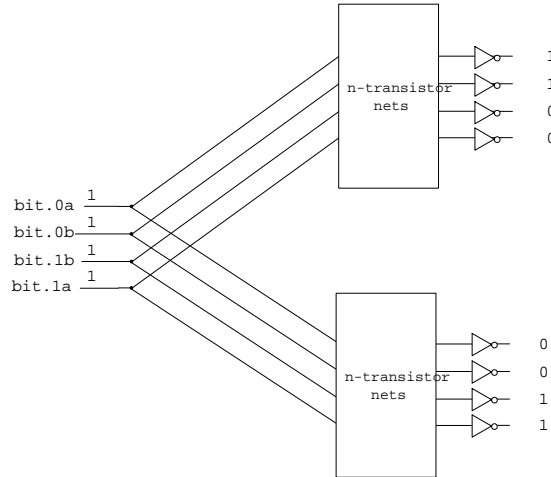 1
1
n-transistor
nets
0
0
1
bit.0a
1
bit.0b
1
bit.1b
1
bit.1a
0
0
n-transistor
nets
1
1